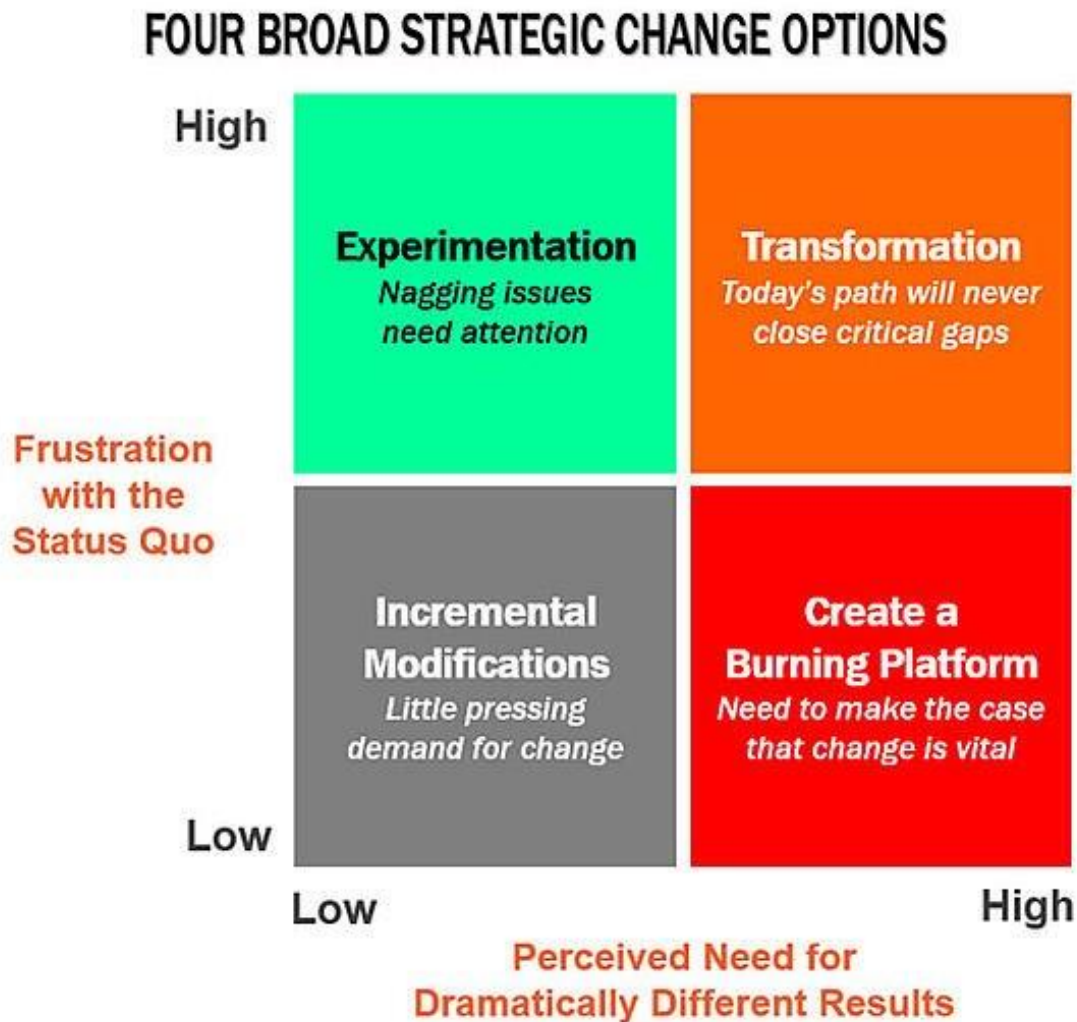 FOUR BROAD STRATEGIC CHANGE OPTIONS
High
Experimentation
Nagging issues
need attention
Transformation
Today's path will never
close critical gaps
Frustration
with the
Status Quo
Incremental
Modifications
Little pressing
demand for change
Create a
Burning Platform
Need to make the case
that change is vital
Low
Low
High
Perceived Need for
Dramatically Different Results